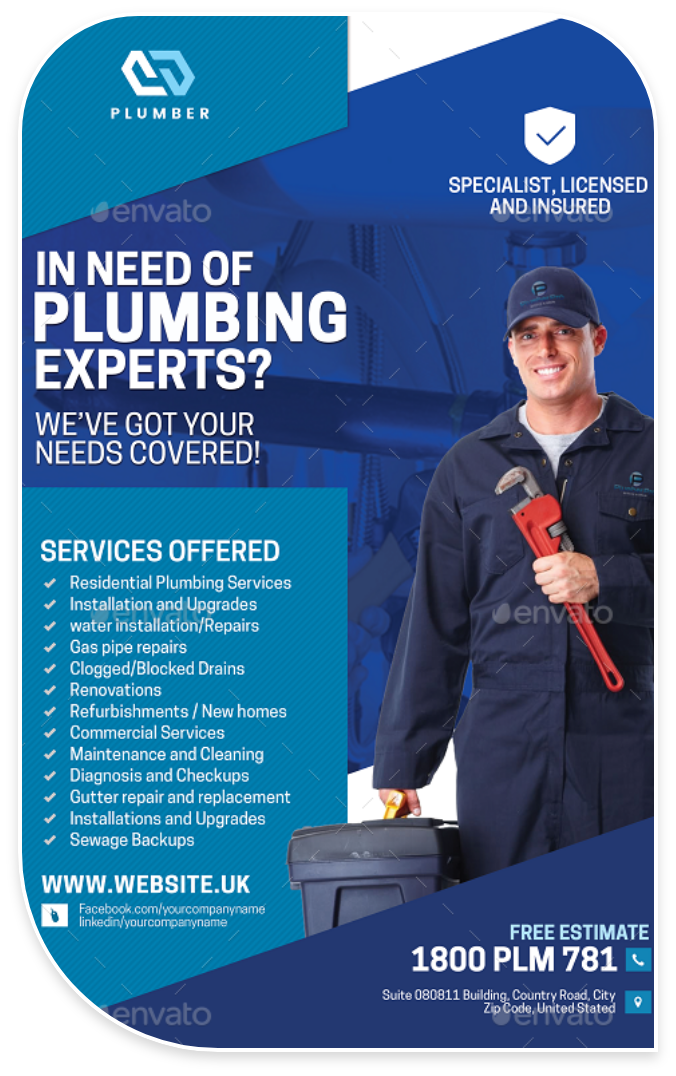 PLUMBER
SPECIALIST, LICENSED
AND INSURED
envato
envato
IN NEED OF
PLUMBING
EXPERTS?
WE'VE GOT YOUR
NEEDS COVERED!
SERVICES OFFERED
Residential Plumbing Services
Installation and Upgrades
water installation/Repairs
Gas pipe repairs
Clogged/Blocked Drains
Renovations
Refurbishments / New homes
Commercial Services
Maintenance and Cleaning
Diagnosis and Checkups
Gutter repair and replacement
Installations and Upgrades
Sewage Backups
envato
envato
WWW.WEBSITE.UK
Facebook.com/yourcompanyname
linkedin/yourcompanyname
FREE ESTIMATE
1800 PLM 781
Suite 080811 Building, Country Road, City
Zip Code, United Stated
envato
envato